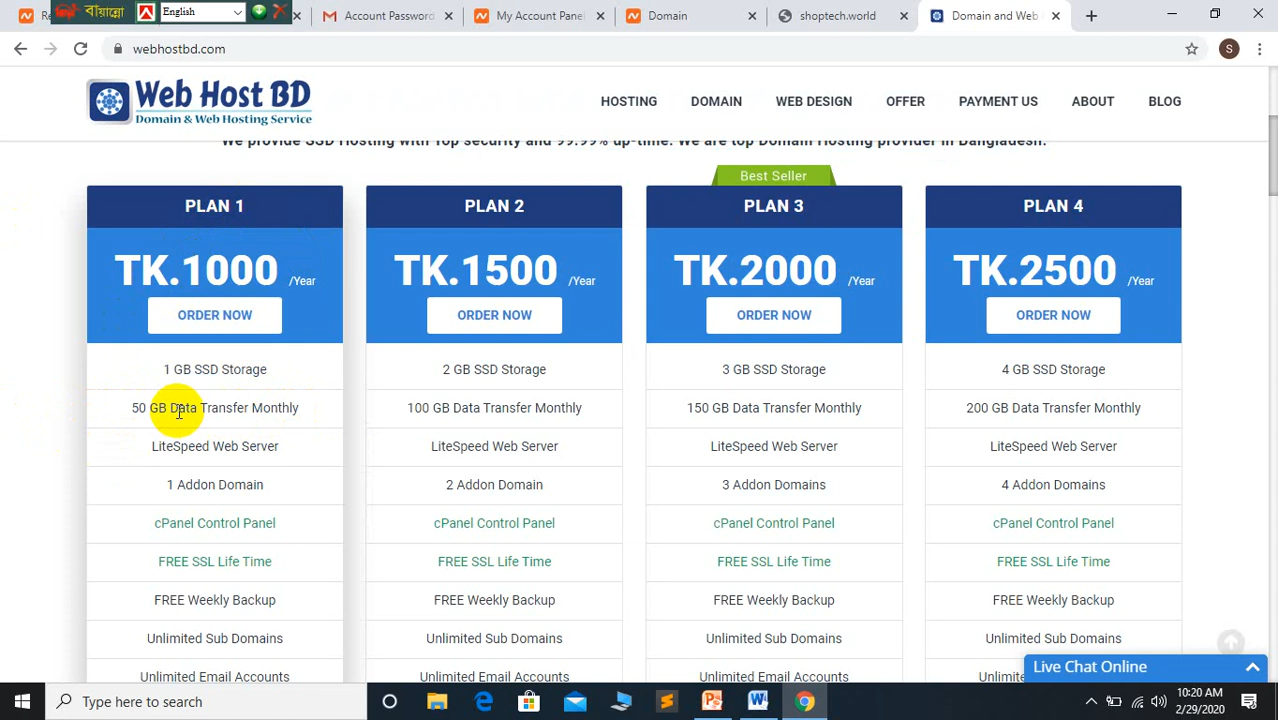 বায়ান্নো
English
Re
Account Password
My Account Panel
Domain
shoptech.world
Domain and Web
webhostbd.com
S
Web Host BD
Domain & Web Hosting Service
HOSTING
DOMAIN
WEB DESIGN
OFFER
PAYMENT US
ABOUT
BLOG
We provide SSD Hosting with Top security and 99.99% up-time. We are top Domain Hosting provider in Bangladesh.
Best Seller
PLAN 1
PLAN 2
PLAN 3
PLAN 4
TK.1000 /Year
TK.1500 /Year
TK.2000 /Year
TK.2500 /Year
ORDER NOW
ORDER NOW
ORDER NOW
ORDER NOW
1 GB SSD Storage
2 GB SSD Storage
3 GB SSD Storage
4 GB SSD Storage
50 GB Data Transfer Monthly
100 GB Data Transfer Monthly
150 GB Data Transfer Monthly
200 GB Data Transfer Monthly
LiteSpeed Web Server
LiteSpeed Web Server
LiteSpeed Web Server
LiteSpeed Web Server
1 Addon Domain
2 Addon Domain
3 Addon Domains
4 Addon Domains
cPanel Control Panel
cPanel Control Panel
cPanel Control Panel
cPanel Control Panel
FREE SSL Life Time
FREE SSL Life Time
FREE SSL Life Time
FREE SSL Life Time
FREE Weekly Backup
FREE Weekly Backup
FREE Weekly Backup
FREE Weekly Backup
Unlimited Sub Domains
Unlimited Sub Domains
Unlimited Sub Domains
Unlimited Sub Domains
Unlimited Email Accounts
Unlimited Email Accounts
Unlimited Email Accounts
Live Chat Online
Type here to search
10:20 AM
2/29/2020